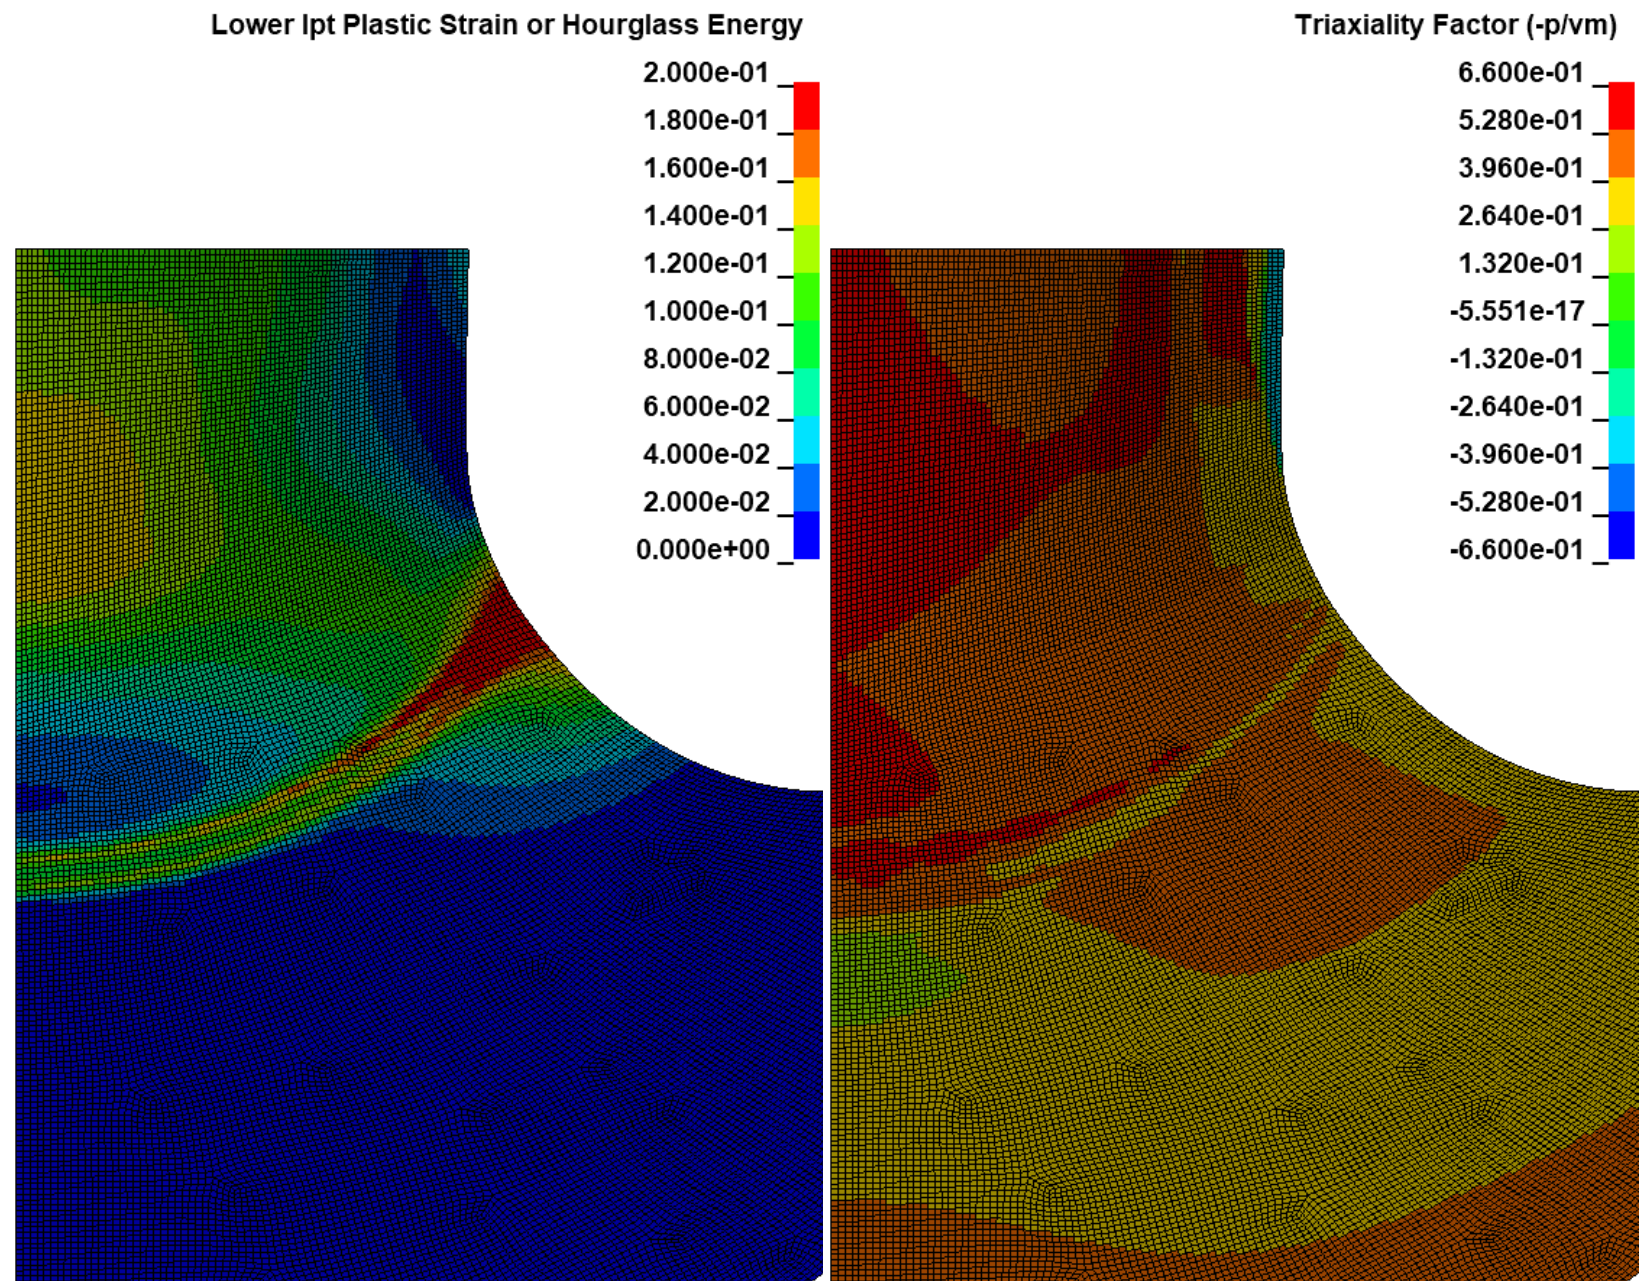 Lower Ipt Plastic Strain or Hourglass Energy
2.000e-01
1.800e-01
1.600e-01
1.400e-01
1.200e-01
1.000e-01
8.000e-02
6.000e-02
4.000e-02
2.000e-02
0.000e+00
Triaxiality Factor (-p/vm)
6.600e-01
5.280e-01
3.960e-01
2.640e-01
1.320e-01
-5.551e-17
-1.320e-01
-2.640e-01
-3.960e-01
-5.280e-01
-6.600e-01